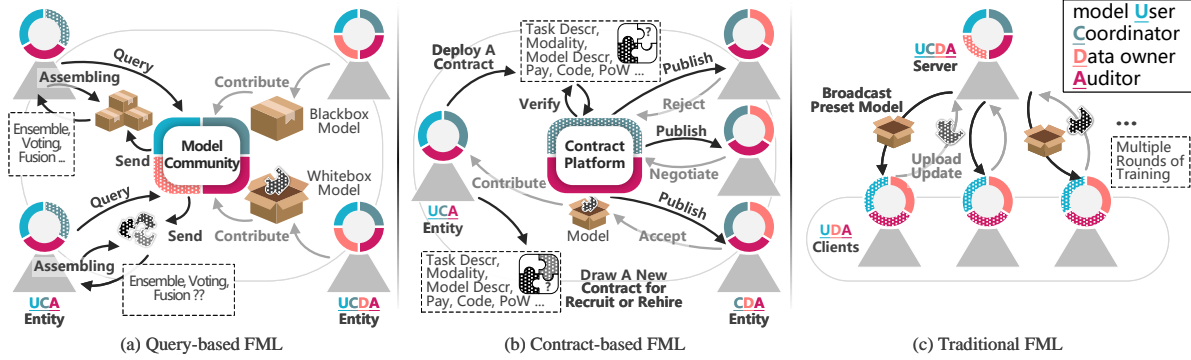 Query
Assembling
Contribute
Ensemble,
Voting,
Fusion ...
Send
Model
Community
Blackbox
Model
Whitebox
Model
Query
Send
Contribute
Assembling
Ensemble, Voting,
Fusion ??
UCA
Entity
UCDA
Entity
(a) Query-based FML
Deploy A
Contract
Task Descr,
Modality,
Model Descr,
Pay, Code, PoW ...
?
Verify
Publish
Reject
Contract
Platform
Publish
Negotiate
Contribute
Model
Publish
Accept
UCA
Entity
Task Descr,
Modality,
Model Descr,
Pay, Code, PoW ...
?
Draw A New
Contract for
Recruit or Rehire
CDA
Entity
(b) Contract-based FML
model User
Coordinator
Data owner
Auditor
UCDA
Server
Broadcast
Preset Model
Upload
Update
...
Multiple
Rounds of
Training
UDA
Clients
(c) Traditional FML